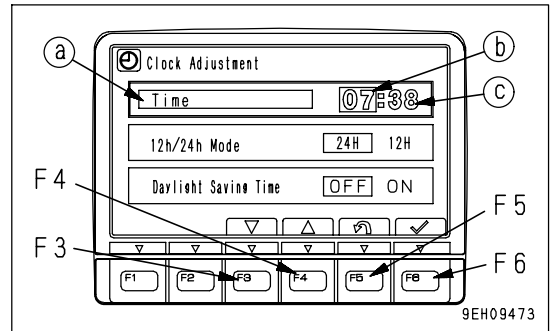 a
b
c
Clock Adjustment
Time 07:38
12h/24h Mode 24H 12H
Daylight Saving Time OFF ON
F4
F3
F5
F6
F1 F2 F3 F4 F5 F6
9EH09473